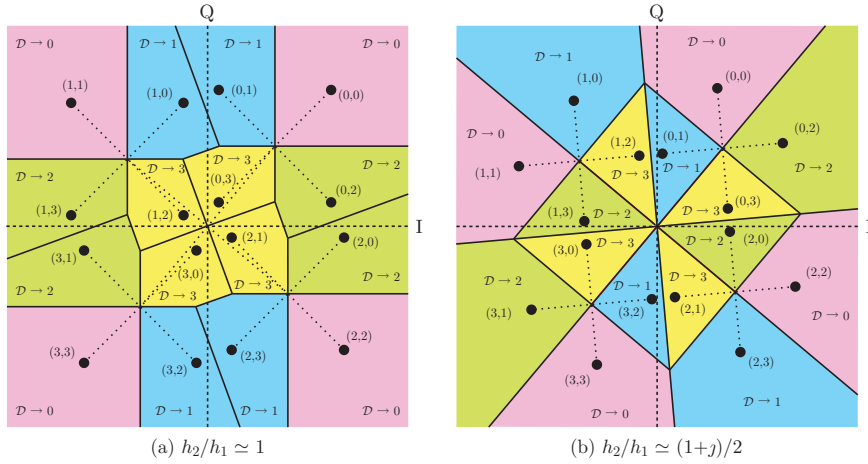 Q
Q
𝒟 → 0
𝒟 → 1
𝒟 → 1
𝒟 → 0
(1,1)
(1,0)
(0,1)
(0,0)
𝒟 → 2
𝒟 → 3
𝒟 → 3
(0,3)
𝒟 → 2
(0,2)
(1,3)
(1,2)
I
(2,1)
(2,0)
(3,1)
(3,0)
𝒟 → 2
𝒟 → 3
𝒟 → 3
𝒟 → 2
(3,3)
(3,2)
(2,3)
(2,2)
𝒟 → 0
𝒟 → 1
𝒟 → 1
𝒟 → 0
(a) h₂/h₁ ≃ 1
𝒟 → 1
𝒟 → 0
(1,0)
(0,0)
𝒟 → 0
(1,2)
(0,1)
(0,2)
(1,1)
𝒟 → 3
𝒟 → 1
𝒟 → 2
(1,3)
𝒟 → 2
𝒟 → 3
(0,3)
(3,0)
𝒟 → 3
𝒟 → 2
(2,0)
𝒟 → 2
𝒟 → 1
𝒟 → 3
(2,2)
(3,1)
(3,2)
(2,1)
𝒟 → 0
(3,3)
(2,3)
𝒟 → 0
𝒟 → 1
(b) h₂/h₁ ≃ (1+j)/2